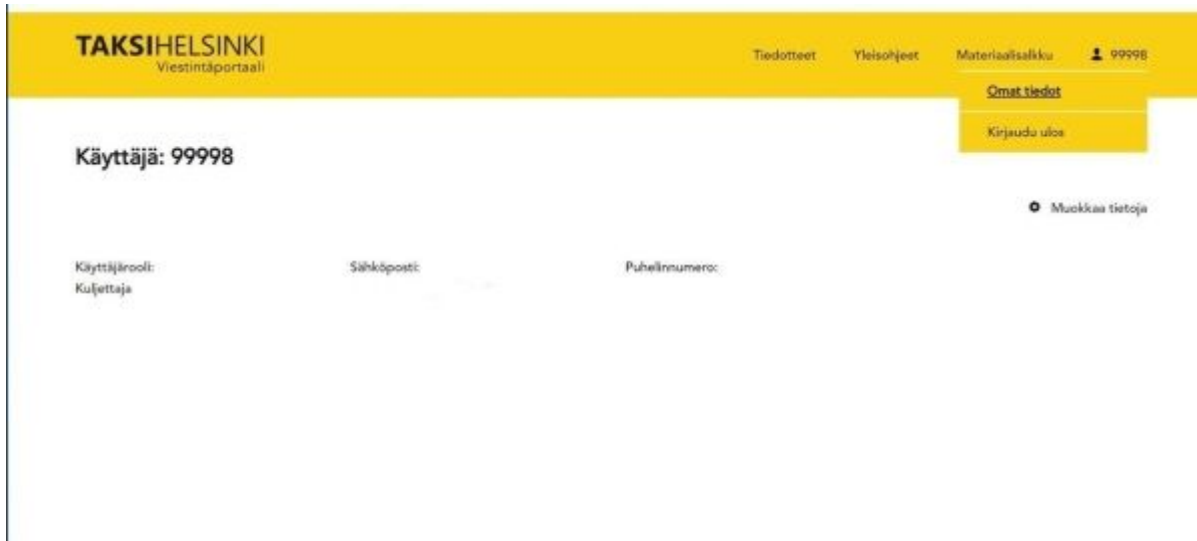 TAKSIHELSINKI
Viestintäportaali
Tiedotteet Yleisohjeet Materiaalisalkku 99998
Omat tiedot
Kirjaudu ulos
Käyttäjä: 99998
Muokkaa tietoja
Käyttäjärooli: Sähköposti: Puhelinnumero:
Kuljettaja